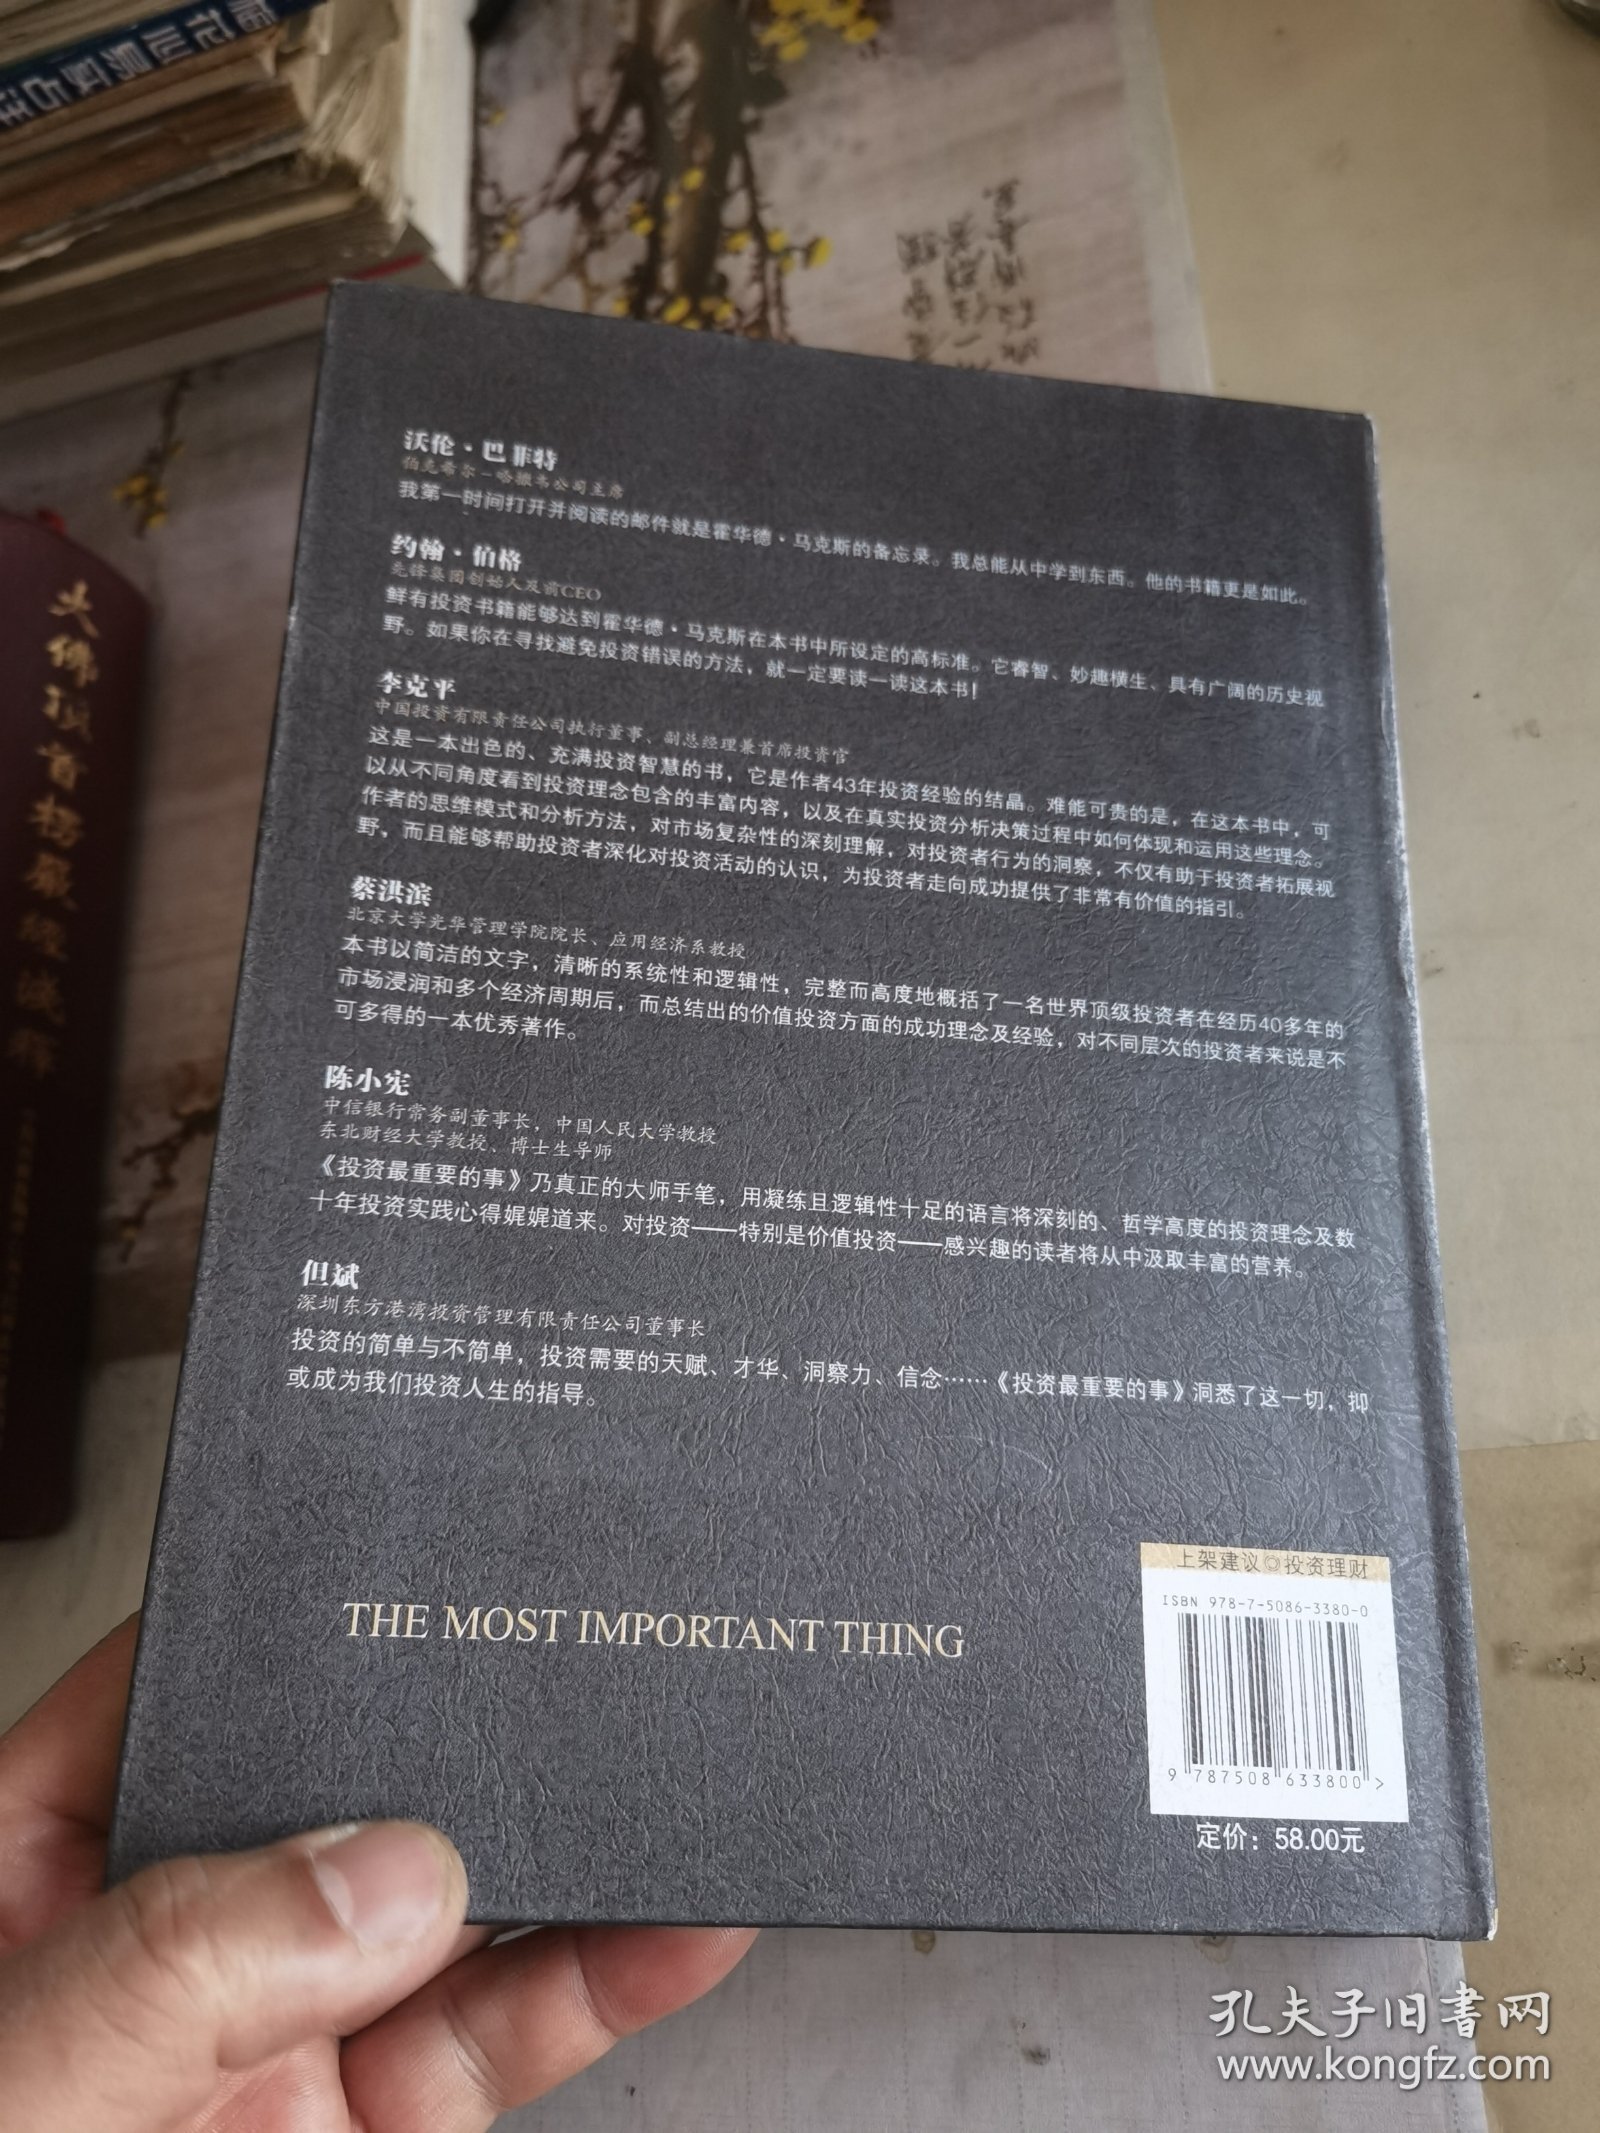 沃伦·巴菲特
伯克希尔－哈撒韦公司主席
我第一时间打开并阅读的邮件就是霍华德·马克斯的备忘录。我总能从中学到东西。他的书籍更是如此。
约翰·伯格
先锋集团创始人及前CEO
鲜有投资书籍能够达到霍华德·马克斯在本书中所设定的高标准。它睿智、妙趣横生、具有广阔的历史视
野。如果你在寻找避免投资错误的方法，就一定要读一读这本书！
李克平
中国投资有限责任公司执行董事、副总经理兼首席投资官
这是一本出色的、充满投资智慧的书，它是作者43年投资经验的结晶。难能可贵的是，在这本书中，可
以从不同角度看到投资理念包含的丰富内容，以及在真实投资分析决策过程中如何体现和运用这些理念。
作者的思维模式和分析方法，对市场复杂性的深刻理解，对投资者行为的洞察，不仅有助于投资者拓展视
野，而且能够帮助投资者深化对投资活动的认识，为投资者走向成功提供了非常有价值的指引。
蔡洪滨
北京大学光华管理学院院长、应用经济系教授
本书以简洁的文字，清晰的系统性和逻辑性，完整而高度地概括了一名世界顶级投资者在经历40多年的
市场浸润和多个经济周期后，而总结出的价值投资方面的成功理念及经验，对不同层次的投资者来说是不
可多得的一本优秀著作。
陈小宪
中信银行常务副董事长，中国人民大学教授
东北财经大学教授、博士生导师
《投资最重要的事》乃真正的大师手笔，用凝练且逻辑性十足的语言将深刻的、哲学高度的投资理念及数
十年投资实践心得娓娓道来。对投资——特别是价值投资——感兴趣的读者将从中汲取丰富的营养。
但斌
深圳东方港湾投资管理有限责任公司董事长
投资的简单与不简单，投资需要的天赋、才华、洞察力、信念……《投资最重要的事》洞悉了这一切，抑
或成为我们投资人生的指导。
THE MOST IMPORTANT THING
上架建议◎投资理财
ISBN 978-7-5086-3380-0
9 787508 633800 >
定价：58.00元
大佛顶首楞严经浅释
孔夫子旧书网
www.kongfz.com